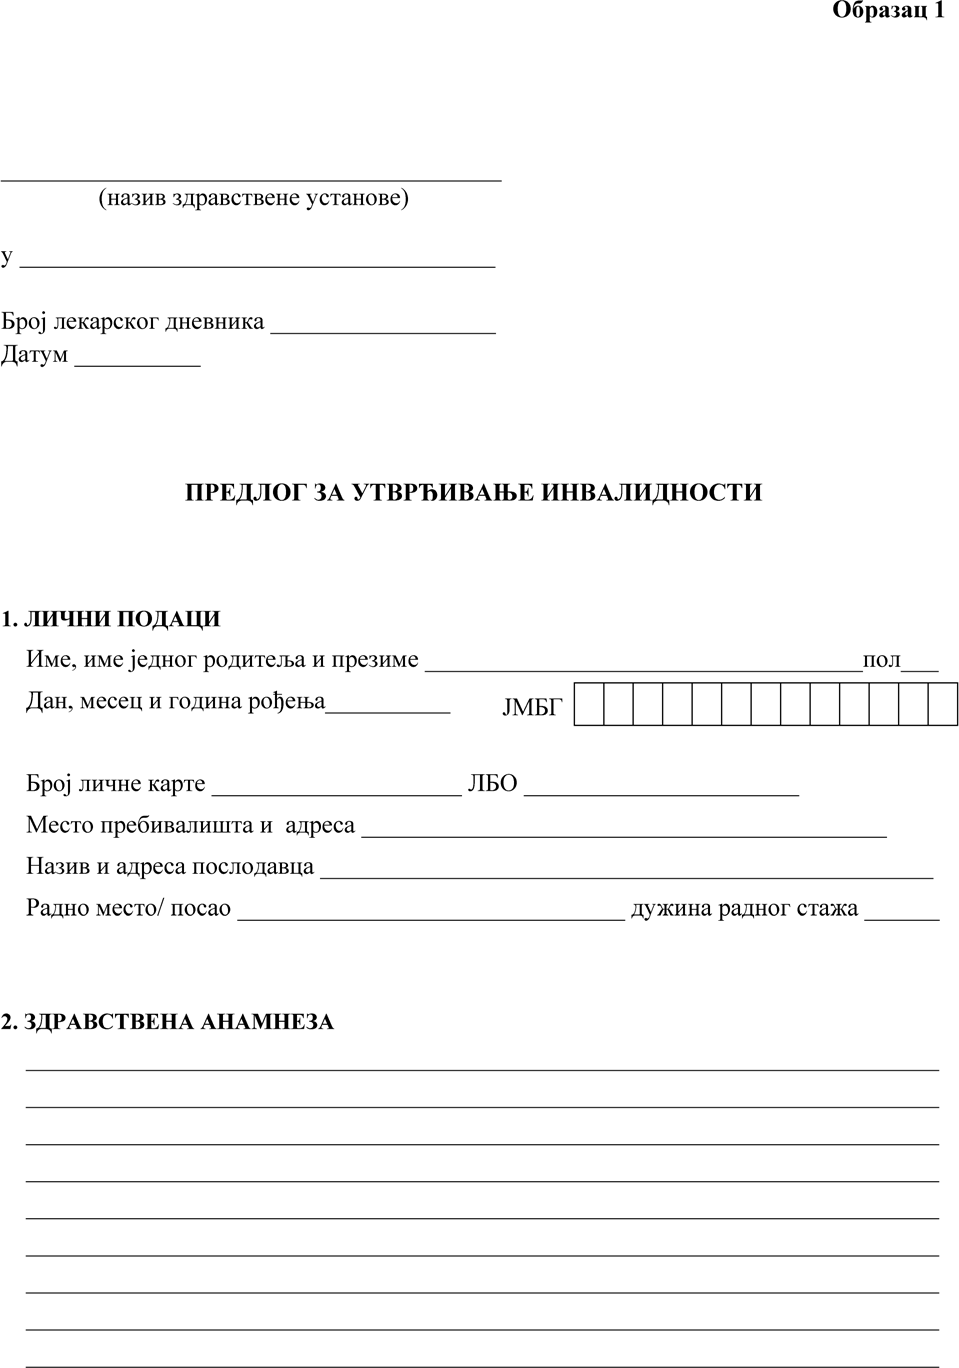 Образац 1
(назив здравствене установе)
у
Број лекарског дневника
Датум
ПРЕДЛОГ ЗА УТВРЂИВАЊЕ ИНВАЛИДНОСТИ
1. ЛИЧНИ ПОДАЦИ
Име, име једног родитеља и презиме пол
Дан, месец и година рођења ЈМБГ
Број личне карте ЛБО
Место пребивалишта и адреса
Назив и адреса послодавца
Радно место/ посао дужина радног стажа
2. ЗДРАВСТВЕНА АНАМНЕЗА